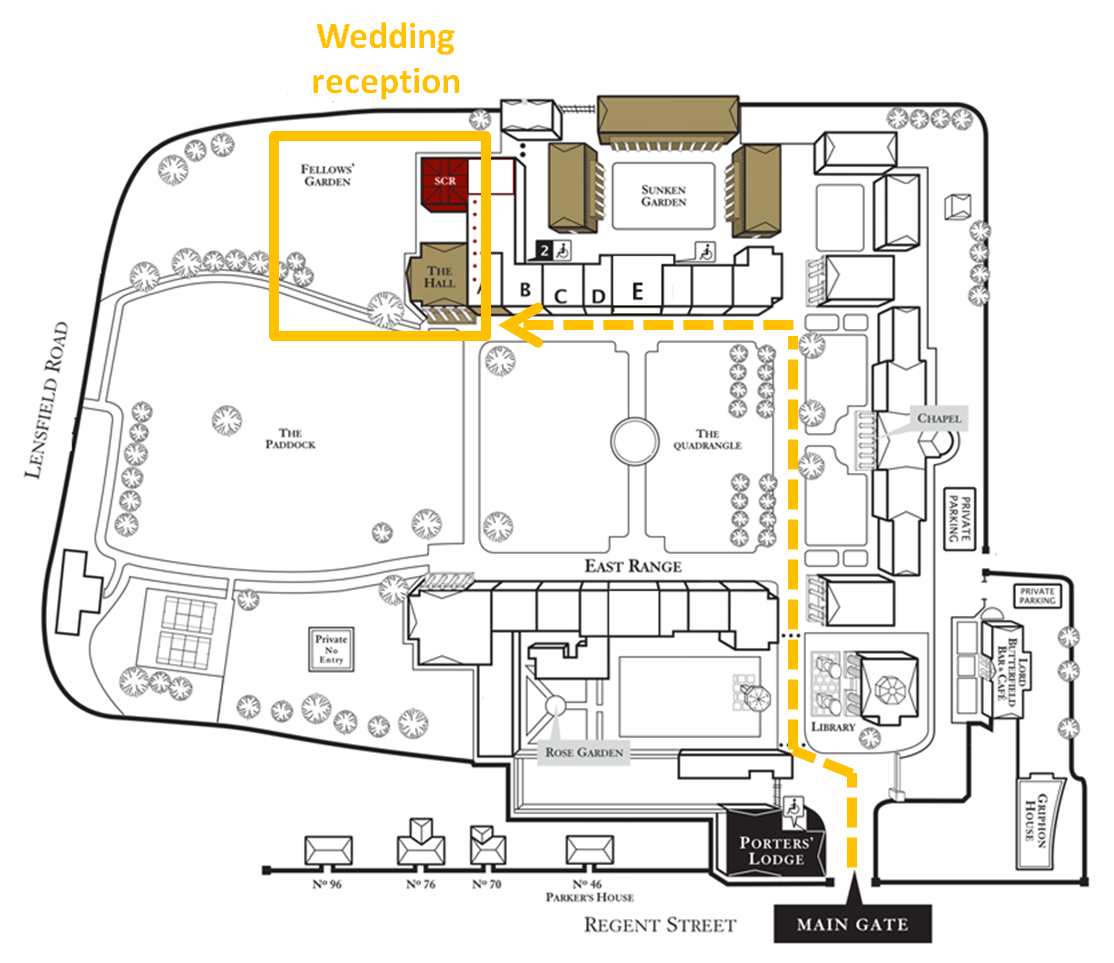 Wedding
reception
FELLOWS'
GARDEN
SCR
SUNKEN
GARDEN
2
THE
HALL
A
B
C
D
E
LENSFIELD ROAD
CHAPEL
THE
PADDOCK
THE
QUADRANGLE
PRIVATE
PARKING
EAST RANGE
PRIVATE
PARKING
Private
No
Entry
LORD
BUTTERFIELD
BAR & CAFÉ
LIBRARY
ROSE GARDEN
GRIPHON
HOUSE
PORTERS'
LODGE
Nº 96
Nº 76
Nº 70
Nº 46
PARKER'S HOUSE
REGENT STREET
MAIN GATE